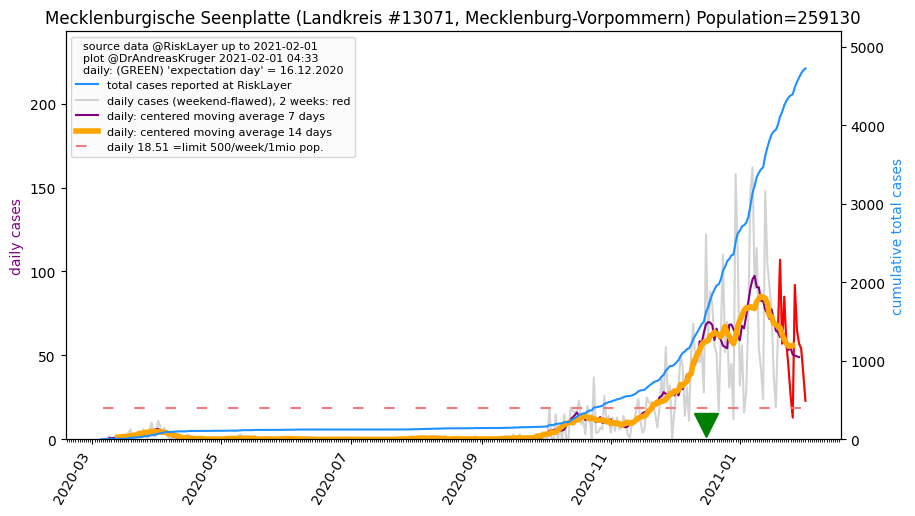 Mecklenburgische Seenplatte (Landkreis #13071, Mecklenburg-Vorpommern) Population=259130
source data @RiskLayer up to 2021-02-01
plot @DrAndreasKruger 2021-02-01 04:33
daily: (GREEN) 'expectation day' = 16.12.2020
total cases reported at RiskLayer
daily cases (weekend-flawed), 2 weeks: red
daily: centered moving average 7 days
daily: centered moving average 14 days
daily 18.51 =limit 500/week/1mio pop.
daily cases
200
150
100
50
0
cumulative total cases
5000
4000
3000
2000
1000
0
2020-03
2020-05
2020-07
2020-09
2020-11
2021-01